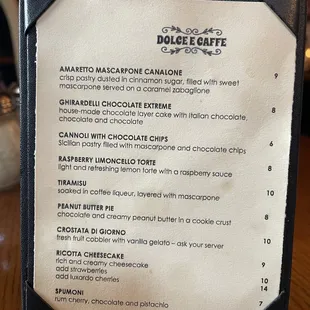 DOLCE E CAFFE
AMARETTO MASCARPONE CANALONE 9
crisp pastry dusted in cinnamon sugar, filled with sweet
mascarpone served on a caramel zabaglione
GHIRARDELLI CHOCOLATE EXTREME 8
house-made chocolate layer cake with italian chocolate,
chocolate and chocolate
CANNOLI WITH CHOCOLATE CHIPS 6
Sicilian pastry filled with mascarpone and chocolate chips
RASPBERRY LIMONCELLO TORTE 8
light and refreshing lemon torte with a raspberry sauce
TIRAMISU 10
soaked in coffee liqueur, layered with mascarpone
PEANUT BUTTER PIE 8
chocolate and creamy peanut butter in a cookie crust
CROSTATA DI GIORNO 10
fresh fruit cobbler with vanilla gelato - ask your server
RICOTTA CHEESECAKE
rich and creamy cheesecake 9
add strawberries 10
add luxardo cherries 14
SPUMONI 7
rum cherry, chocolate and pistachio